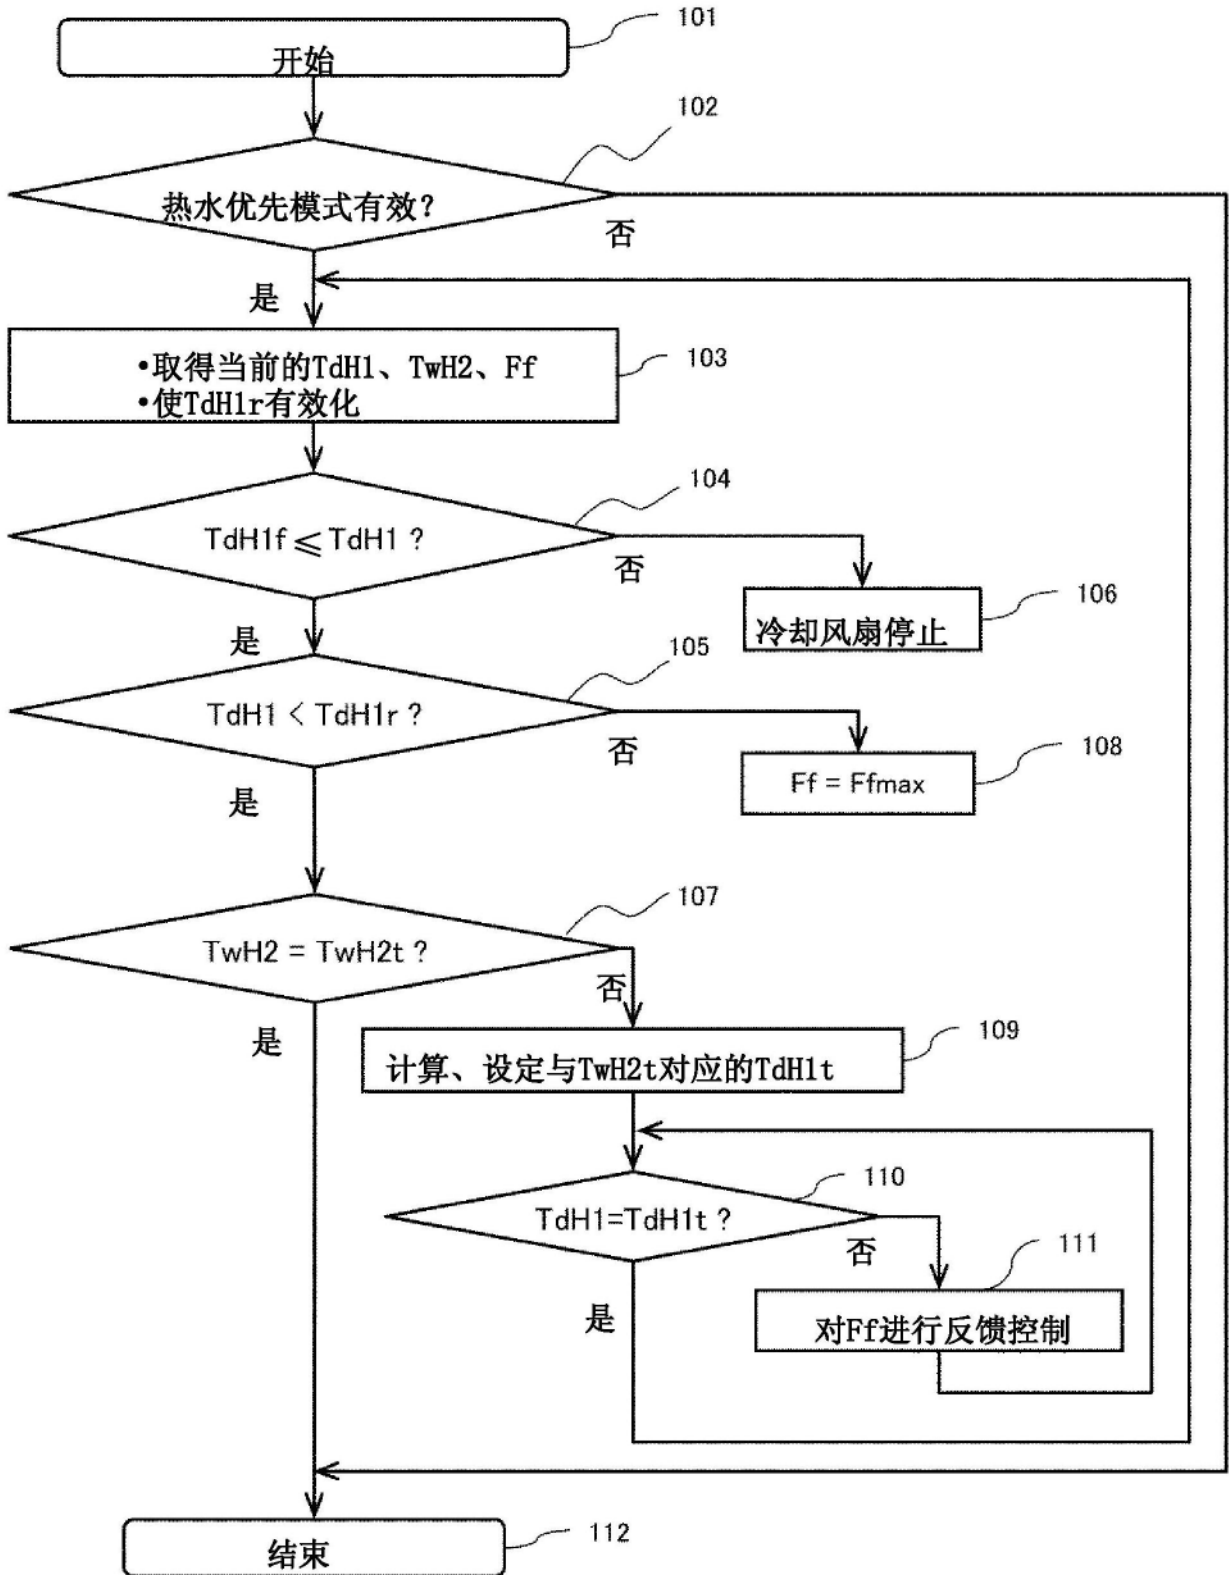 101
开始
102
热水优先模式有效？
否
是
103
•取得当前的TdH1、TwH2、Ff
•使TdH1r有效化
104
TdH1f ≤ TdH1 ?
否
是
106
冷却风扇停止
105
TdH1 < TdH1r ?
否
是
108
Ff = Ffmax
107
TwH2 = TwH2t ?
否
是
109
计算、设定与TwH2t对应的TdH1t
110
TdH1=TdH1t ?
否
是
111
对Ff进行反馈控制
112
结束